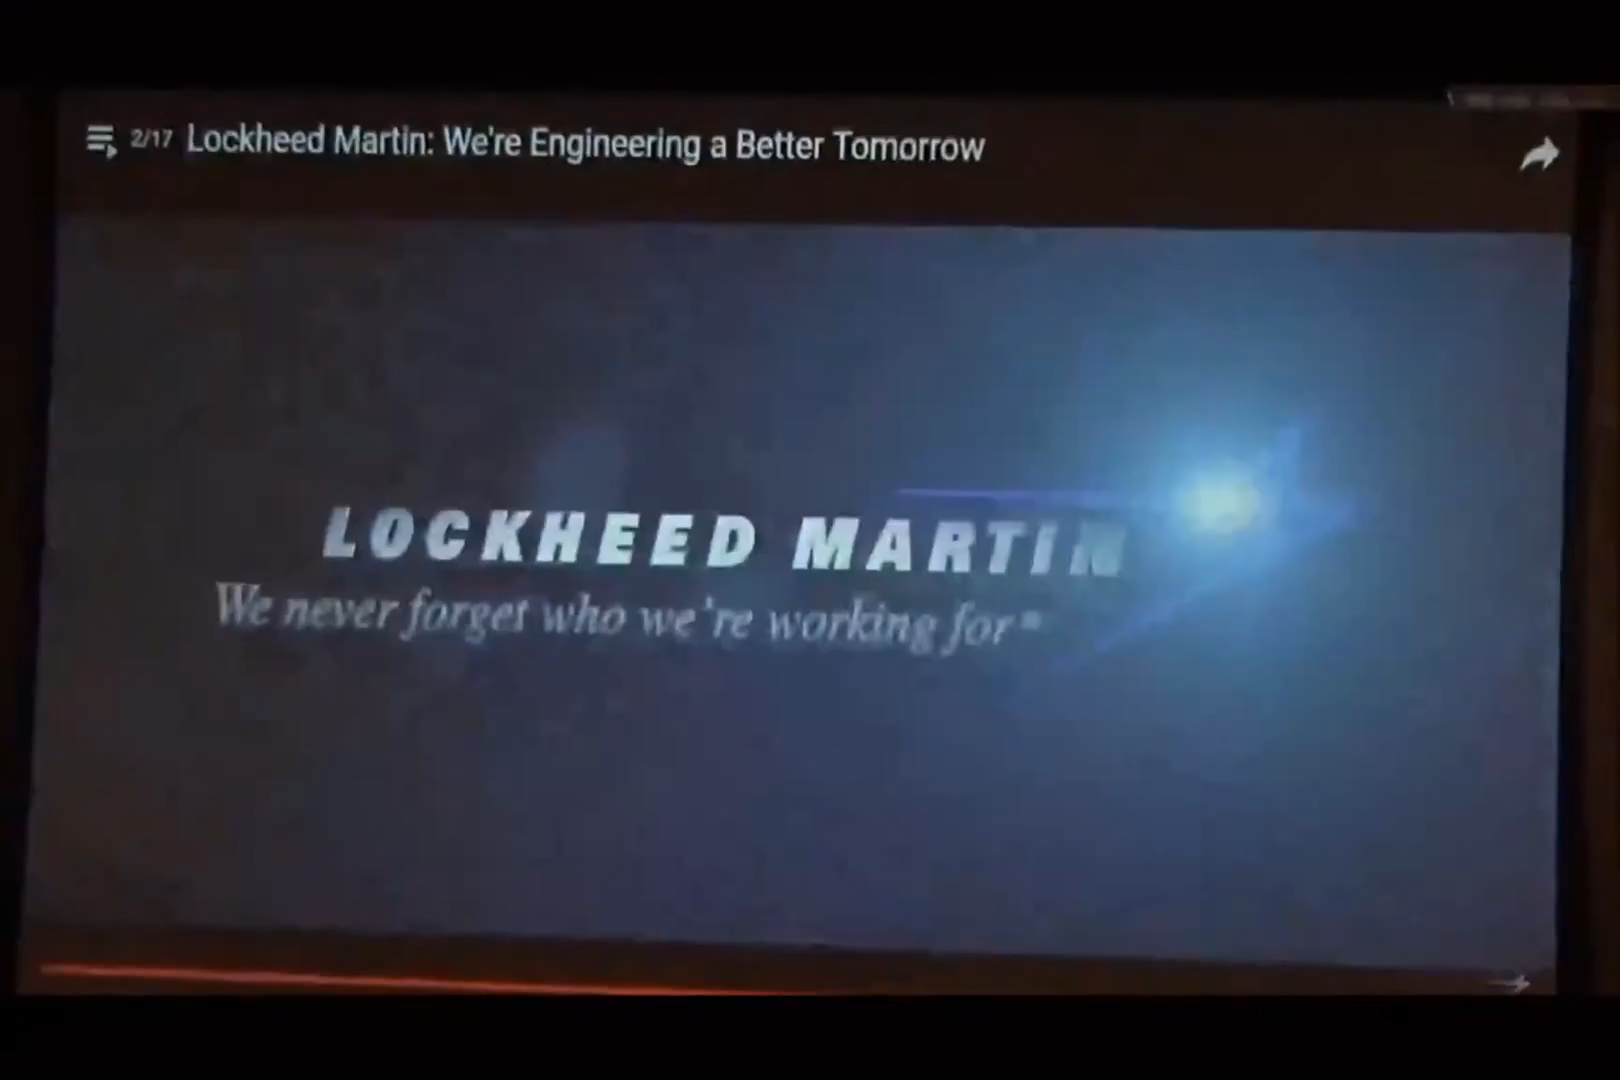 2/17 Lockheed Martin: We're Engineering a Better Tomorrow
LOCKHEED MARTIN
We never forget who we're working for®